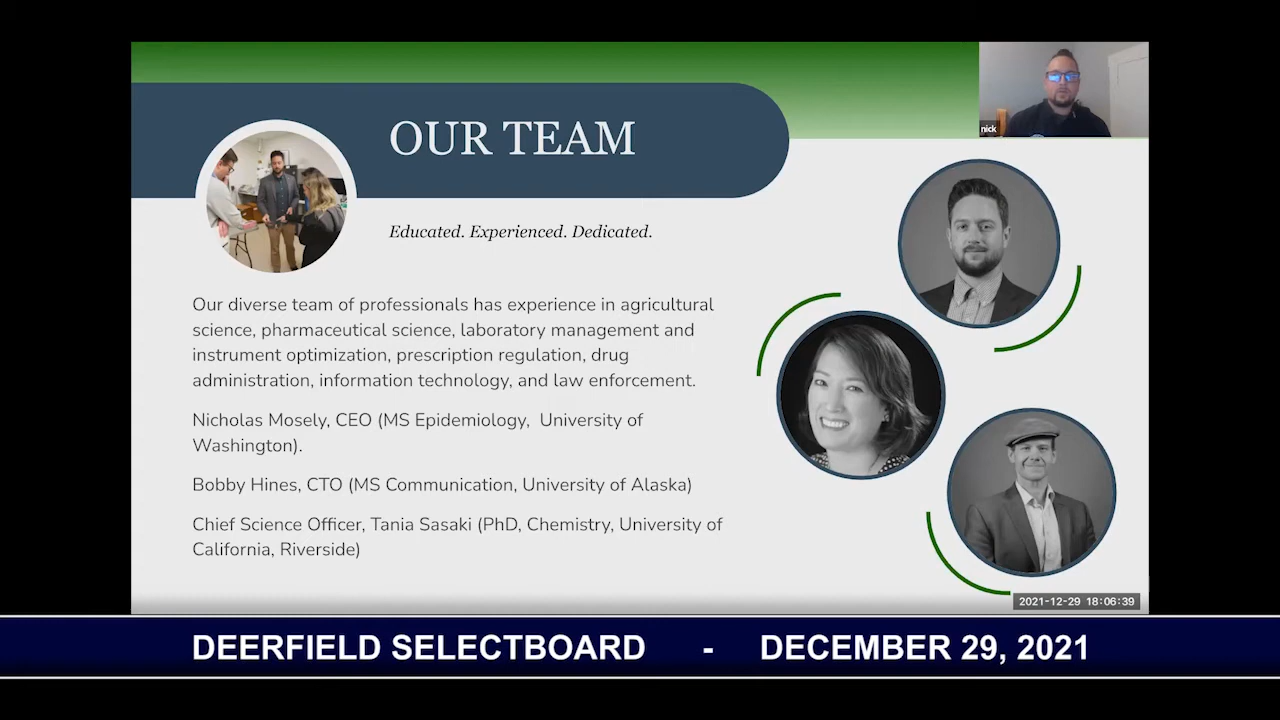 nick
OUR TEAM
Educated. Experienced. Dedicated.
Our diverse team of professionals has experience in agricultural
science, pharmaceutical science, laboratory management and
instrument optimization, prescription regulation, drug
administration, information technology, and law enforcement.
Nicholas Mosely, CEO (MS Epidemiology,  University of
Washington).
Bobby Hines, CTO (MS Communication, University of Alaska)
Chief Science Officer, Tania Sasaki (PhD, Chemistry, University of
California, Riverside)
2021-12-29 18:06:39
DEERFIELD SELECTBOARD - DECEMBER 29, 2021